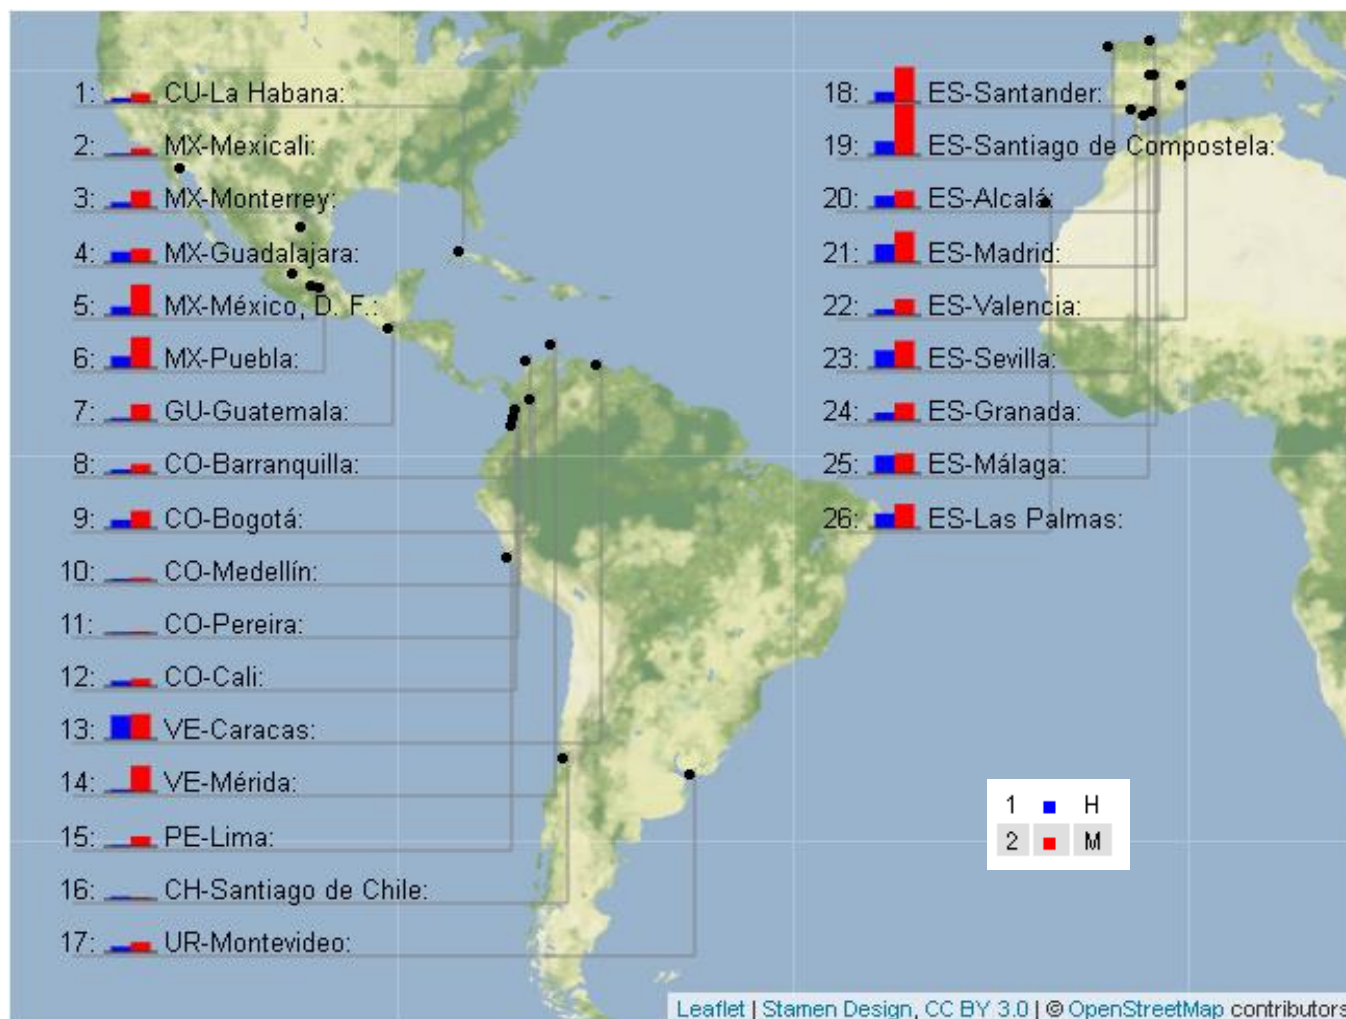 1: CU-La Habana:
2: MX-Mexicali:
3: MX-Monterrey:
4: MX-Guadalajara:
5: MX-México, D. F.:
6: MX-Puebla:
7: GU-Guatemala:
8: CO-Barranquilla:
9: CO-Bogotá:
10: CO-Medellín:
11: CO-Pereira:
12: CO-Cali:
13: VE-Caracas:
14: VE-Mérida:
15: PE-Lima:
16: CH-Santiago de Chile:
17: UR-Montevideo:
18: ES-Santander:
19: ES-Santiago de Compostela:
20: ES-Alcalá:
21: ES-Madrid:
22: ES-Valencia:
23: ES-Sevilla:
24: ES-Granada:
25: ES-Málaga:
26: ES-Las Palmas:
1 H
2 M
Leaflet | Stamen Design, CC BY 3.0 | © OpenStreetMap contributors